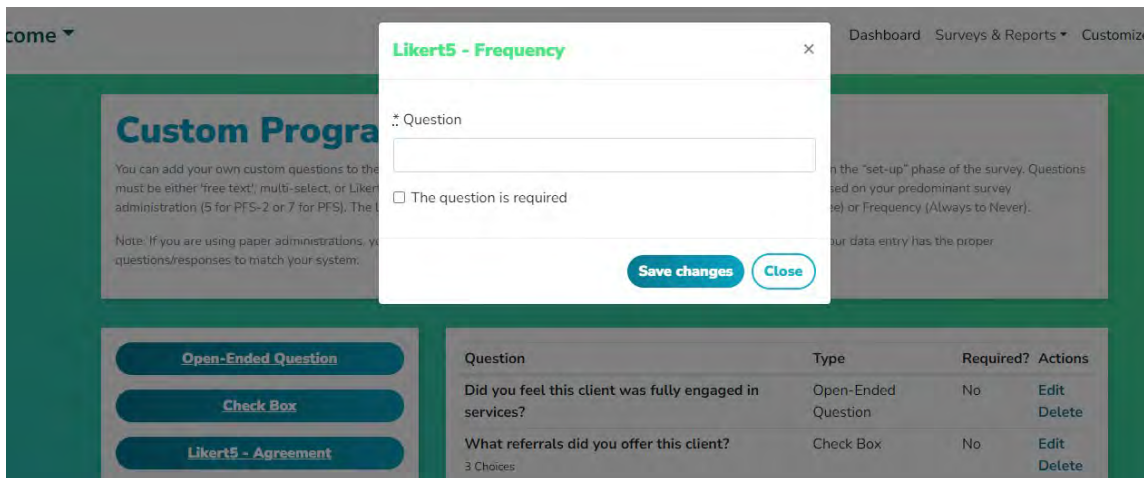 come
Dashboard Surveys & Reports Customize
Likert5 - Frequency ×
* Question
The question is required
Save changes Close
Custom Progra
You can add your own custom questions to the
n the "set-up" phase of the survey. Questions
must be either 'free text', multi-select, or Liker
sed on your predominant survey
administration (5 for PFS-2 or 7 for PFS). The L
ee) or Frequency (Always to Never).
Note: If you are using paper administrations, yo
our data entry has the proper
questions/responses to match your system.
Open-Ended Question
Check Box
Likert5 - Agreement
Question Type Required? Actions
Did you feel this client was fully engaged in services? Open-Ended Question No Edit Delete
What referrals did you offer this client? Check Box No Edit
3 Choices Delete